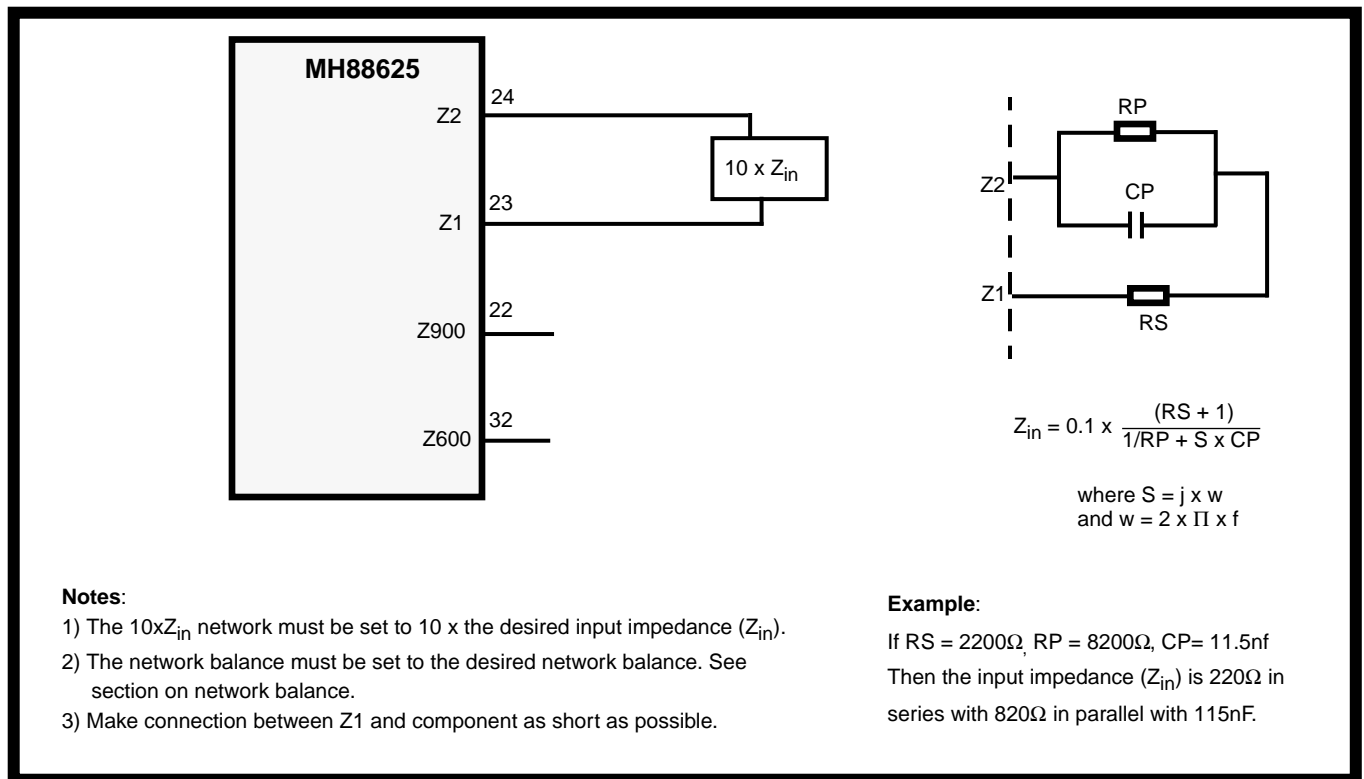 MH88625
Z2
24
10 x Zin
Z1
23
Z900
22
Z600
32
RP
Z2
CP
Z1
RS
Zin = 0.1 x (RS + 1)
1/RP + S x CP
where S = j x w
and w = 2 x Π x f
Notes:
1) The 10xZin network must be set to 10 x the desired input impedance (Zin).
2) The network balance must be set to the desired network balance. See
section on network balance.
3) Make connection between Z1 and component as short as possible.
Example:
If RS = 2200Ω, RP = 8200Ω, CP= 11.5nf
Then the input impedance (Zin) is 220Ω in
series with 820Ω in parallel with 115nF.